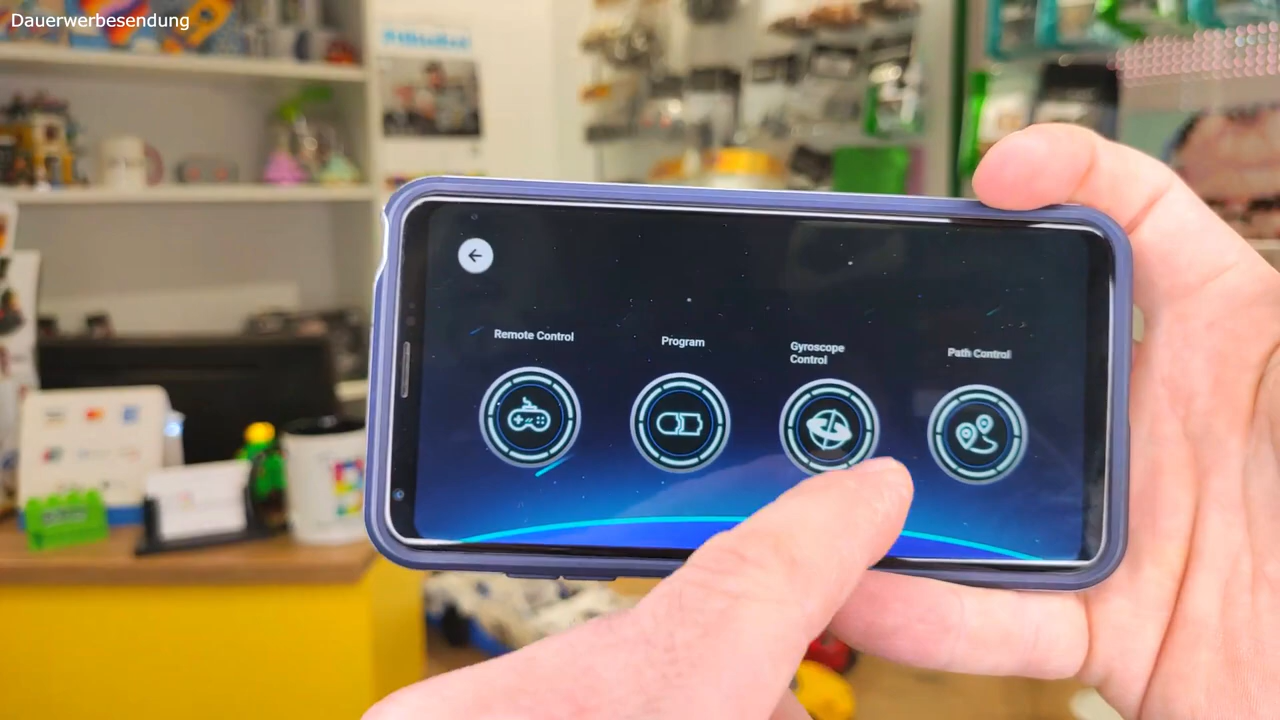 Dauerwerbesendung
Remote Control
Program
Gyroscope
Control
Path Control